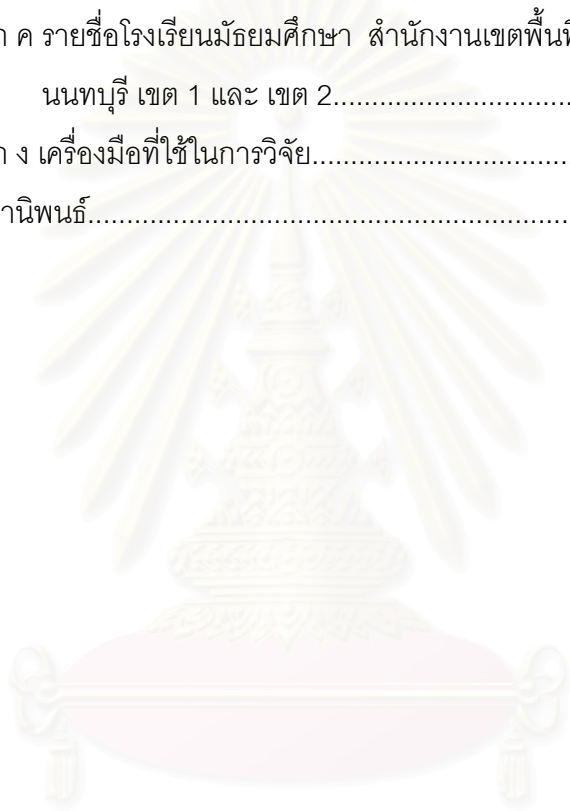 ค รายชื่อโรงเรียนมัธยมศึกษา สำนักงานเขตพื้นที่
นนทบุรี เขต 1 และ เขต 2..............................
ง เครื่องมือที่ใช้ในการวิจัย.................................
านิพนธ์..............................................................